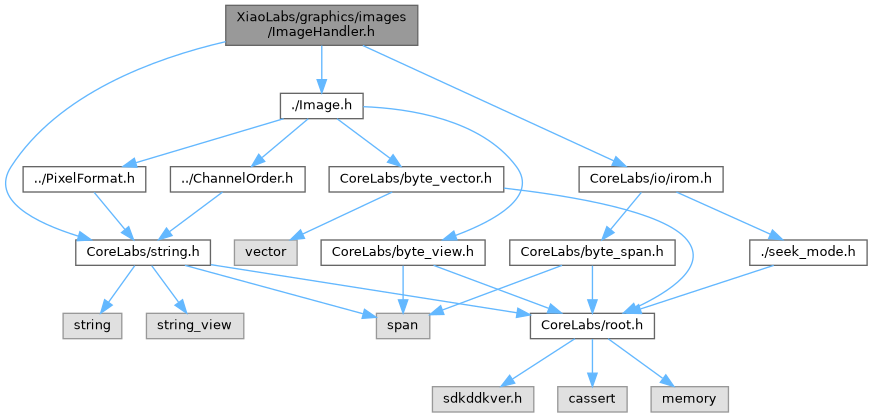 XiaoLabs/graphics/images
/ImageHandler.h
./Image.h
../PixelFormat.h
../ChannelOrder.h
CoreLabs/byte_vector.h
CoreLabs/io/irom.h
CoreLabs/string.h
vector
CoreLabs/byte_view.h
CoreLabs/byte_span.h
./seek_mode.h
string
string_view
span
CoreLabs/root.h
sdkddkver.h
cassert
memory